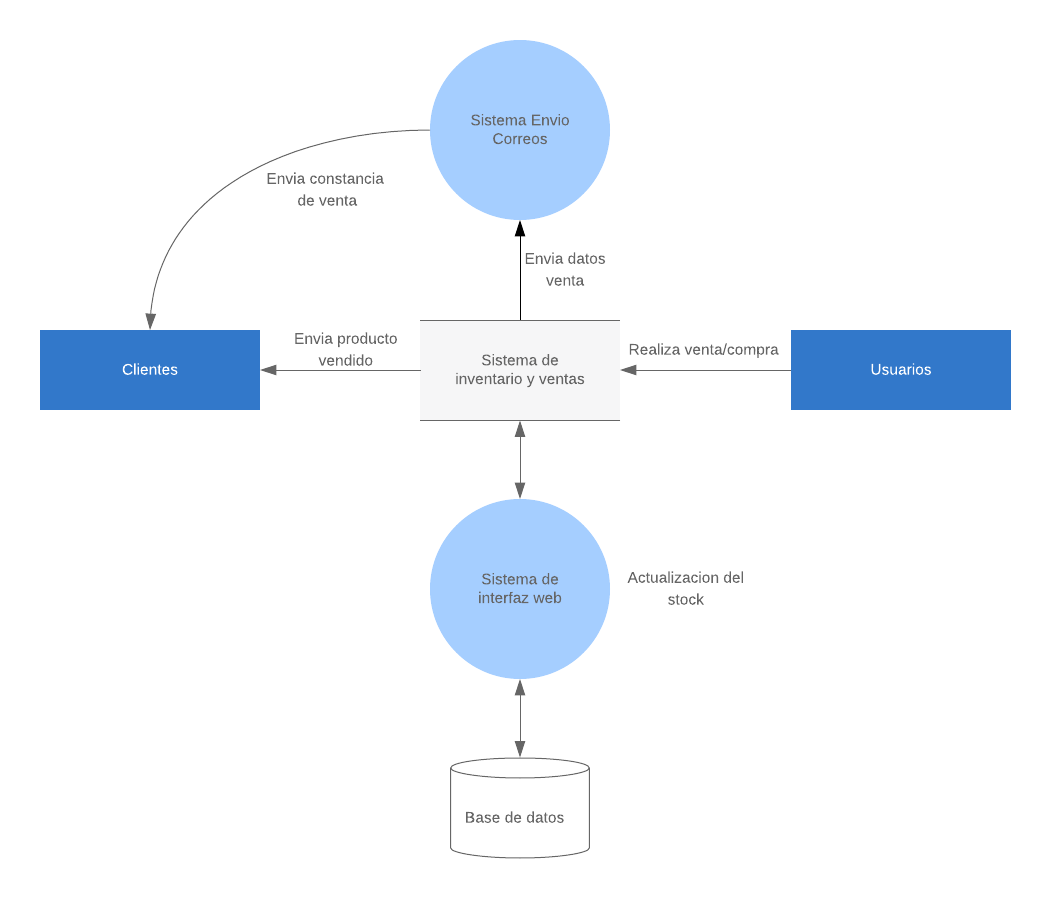 Sistema Envio
Correos
Envia constancia
de venta
Envia datos
venta
Envia producto
vendido
Realiza venta/compra
Clientes
Sistema de
inventario y ventas
Usuarios
Sistema de
interfaz web
Actualizacion del
stock
Base de datos